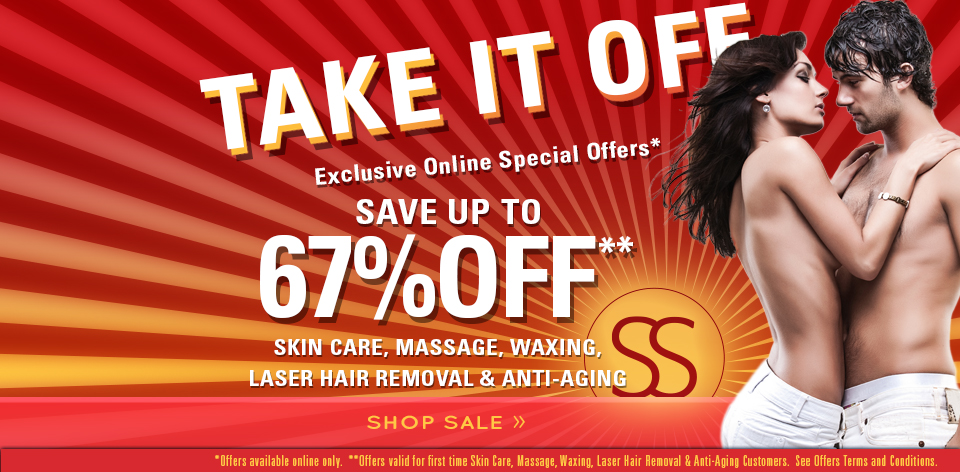 TAKE IT OFF
Exclusive Online Special Offers*
SAVE UP TO
67%OFF**
SKIN CARE, MASSAGE, WAXING,
LASER HAIR REMOVAL & ANTI-AGING
SS
SHOP SALE »
*Offers available online only. **Offers valid for first time Skin Care, Massage, Waxing, Laser Hair Removal & Anti-Aging Customers. See Offers Terms and Conditions.